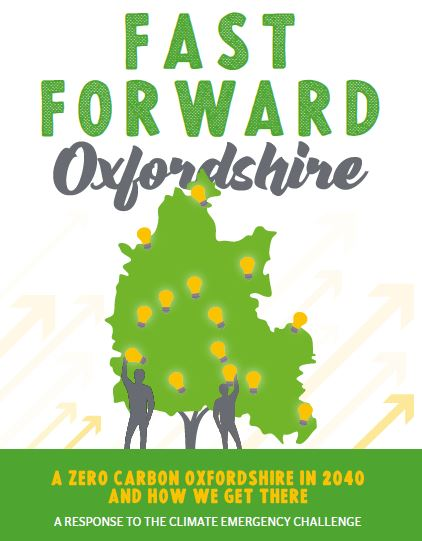 FAST
FORWARD
Oxfordshire
A ZERO CARBON OXFORDSHIRE IN 2040
AND HOW WE GET THERE
A RESPONSE TO THE CLIMATE EMERGENCY CHALLENGE